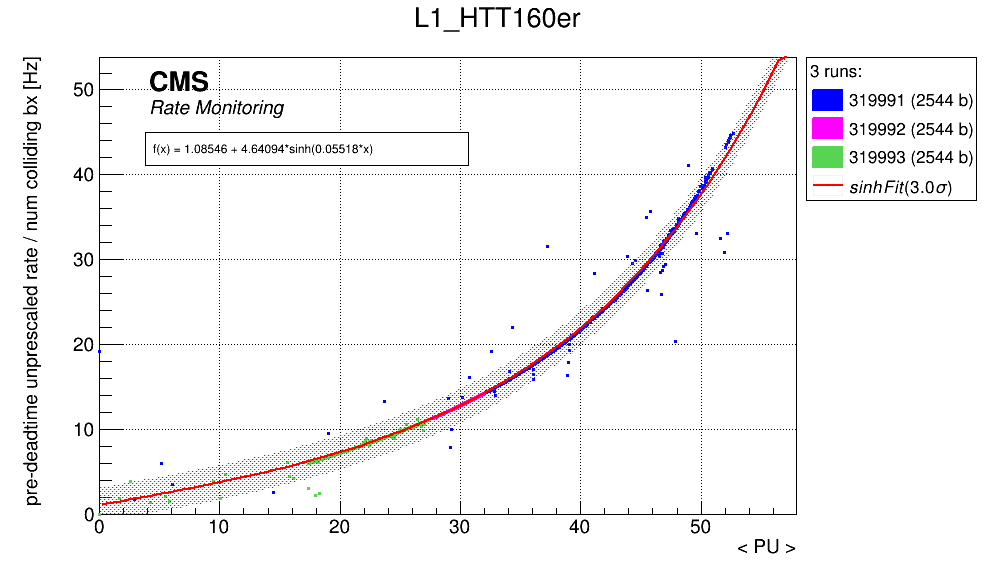 L1_HTT160er
pre-deadtime unprescaled rate / num colliding bx [Hz]
CMS
Rate Monitoring
f(x) = 1.08546 + 4.64094*sinh(0.05518*x)
50
40
30
20
10
0
0 10 20 30 40 50
< PU >
3 runs:
319991 (2544 b)
319992 (2544 b)
319993 (2544 b)
sinhFit(3.0σ)